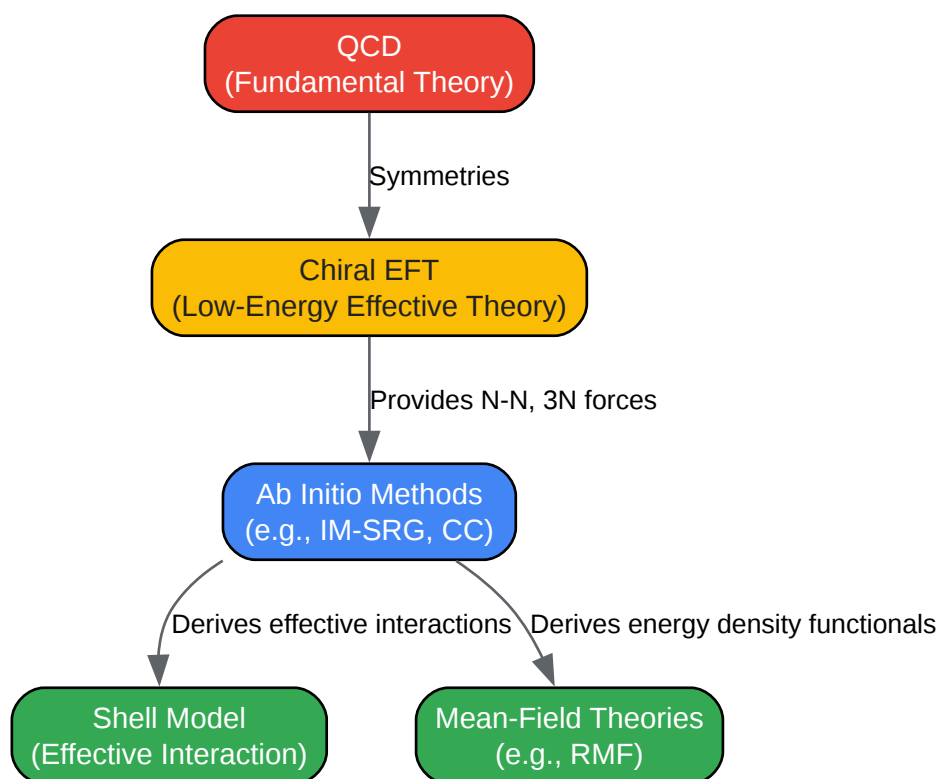 QCD
(Fundamental Theory)
Symmetries
Chiral EFT
(Low-Energy Effective Theory)
Provides N-N, 3N forces
Ab Initio Methods
(e.g., IM-SRG, CC)
Derives effective interactions
Derives energy density functionals
Shell Model
(Effective Interaction)
Mean-Field Theories
(e.g., RMF)